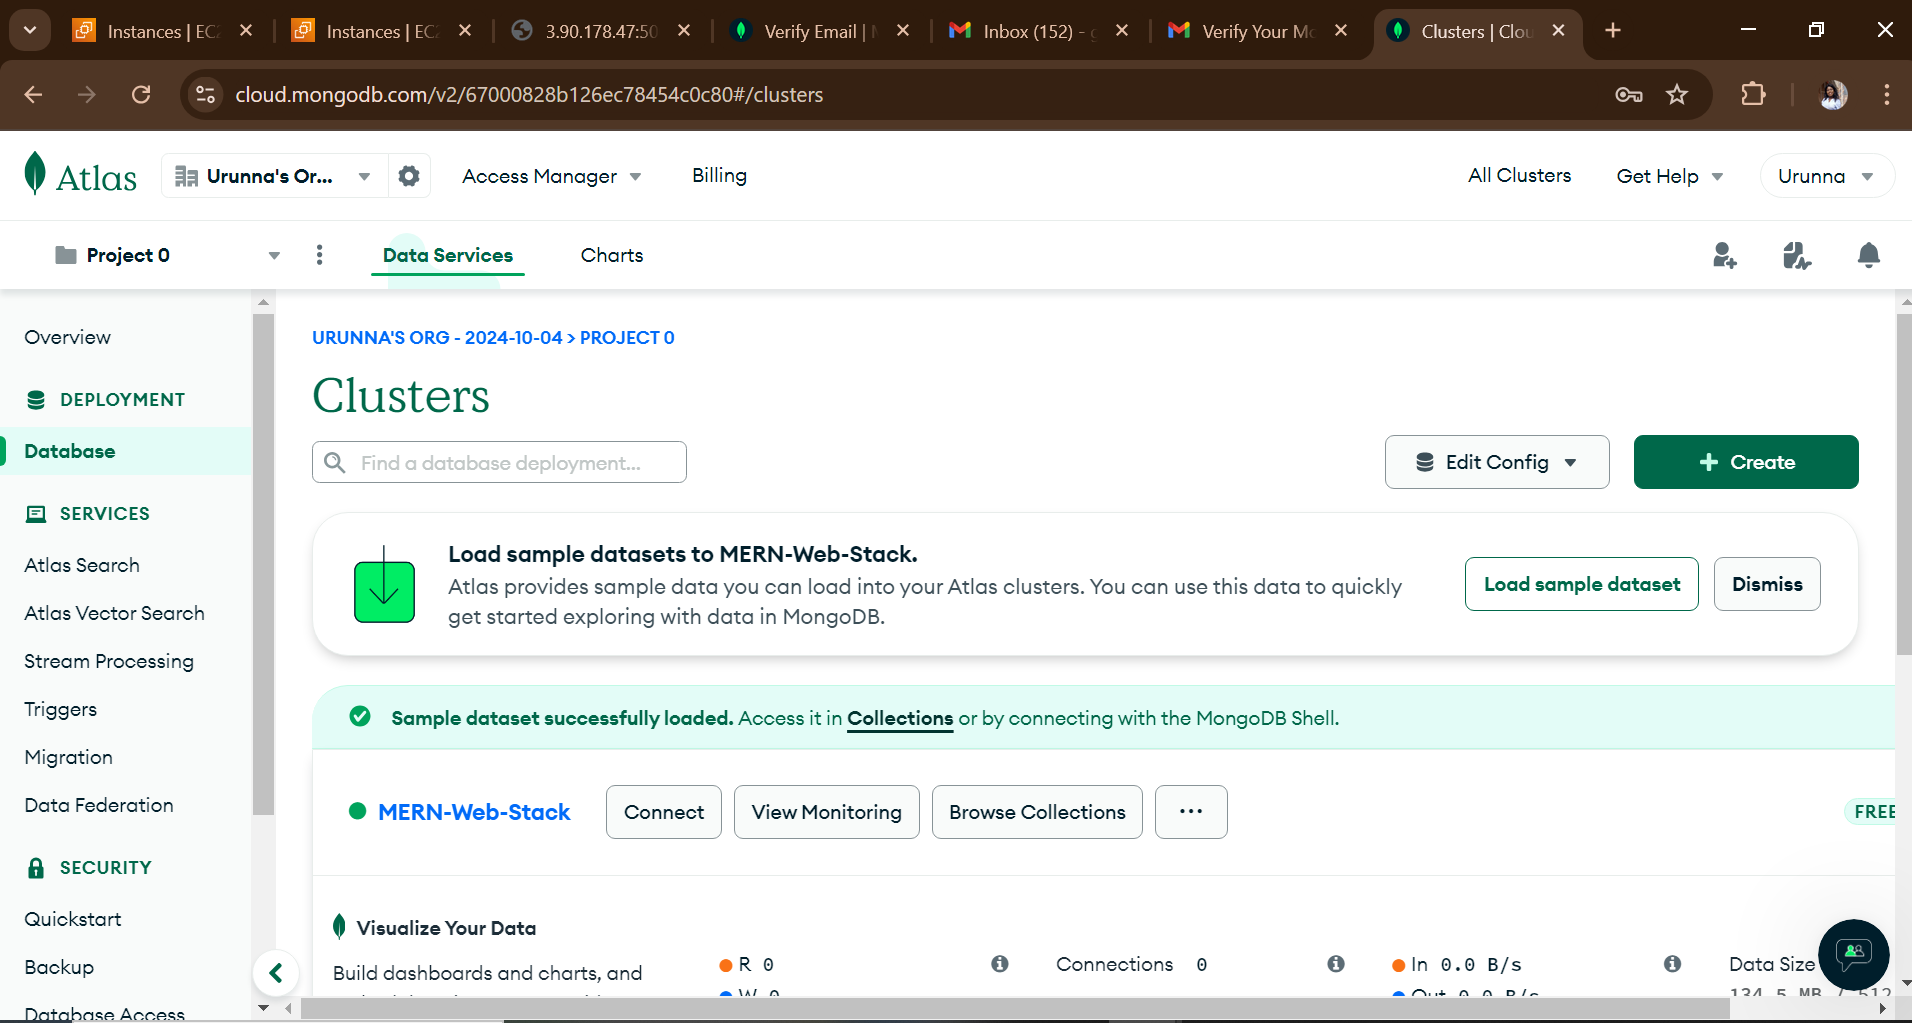 Instances | EC2
Instances | EC2
3.90.178.47:50
Verify Email |
Inbox (152) -
Verify Your Mo
Clusters | Clou
cloud.mongodb.com/v2/67000828b126ec78454c0c80#/clusters
Atlas
Urunna's Or...
Access Manager
Billing
All Clusters
Get Help
Urunna
Project 0
Data Services
Charts
Overview
DEPLOYMENT
Database
SERVICES
Atlas Search
Atlas Vector Search
Stream Processing
Triggers
Migration
Data Federation
SECURITY
Quickstart
Backup
Database Access
URUNNA'S ORG - 2024-10-04 > PROJECT 0
Clusters
Find a database deployment...
Edit Config
+ Create
Load sample datasets to MERN-Web-Stack.
Atlas provides sample data you can load into your Atlas clusters. You can use this data to quickly
get started exploring with data in MongoDB.
Load sample dataset
Dismiss
Sample dataset successfully loaded. Access it in Collections or by connecting with the MongoDB Shell.
MERN-Web-Stack
Connect
View Monitoring
Browse Collections
...
FREE
Visualize Your Data
Build dashboards and charts, and
R 0
W 0
Connections 0
In 0.0 B/s
Out 0.0 B/s
Data Size
134.5 MB / 512